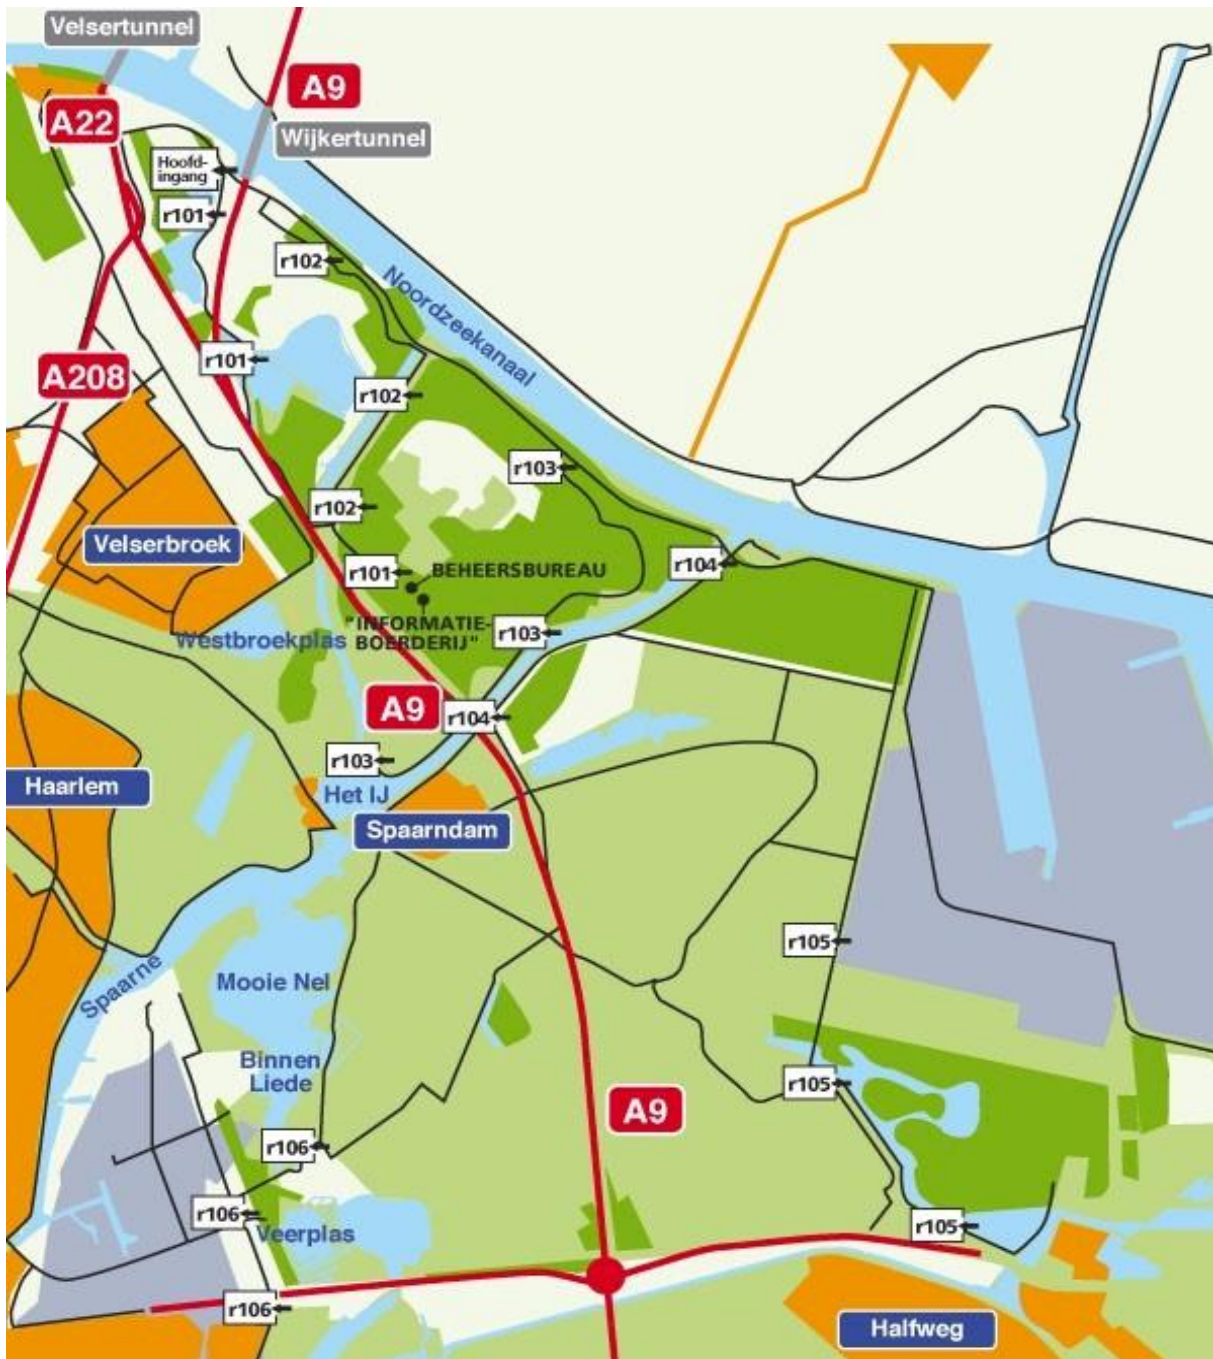 Velsertunnel
A9
A22
Wijkertunnel
Hoofd-
ingang
r101
r102
Noordzeekanaal
r101
A208
r102
r103
r102
Velserbroek
r104
r101
BEHEERSBUREAU
"INFORMATIE-
BOERDERIJ"
r103
Westbroekplas
A9
r104
r103
Haarlem
Het IJ
Spaarndam
r105
Spaarne
Mooie Nel
Binnen
Liede
r105
A9
r106
r106
Veerplas
r105
r106
Halfweg